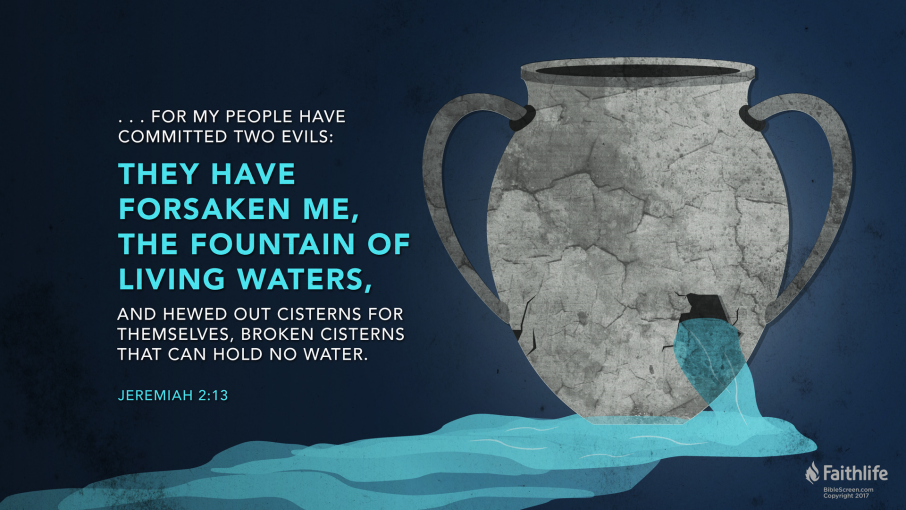 . . . FOR MY PEOPLE HAVE
COMMITTED TWO EVILS:
THEY HAVE
FORSAKEN ME,
THE FOUNTAIN OF
LIVING WATERS,
AND HEWED OUT CISTERNS FOR
THEMSELVES, BROKEN CISTERNS
THAT CAN HOLD NO WATER.
JEREMIAH 2:13
Faithlife
BibleScreen.com
Copyright 2017